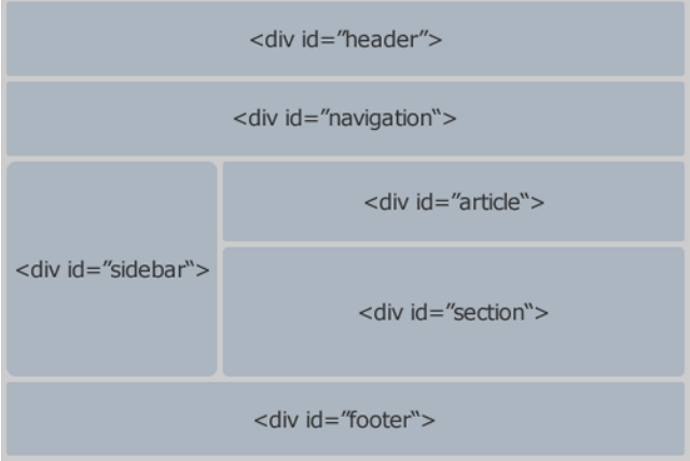 <div id=”header”>
<div id=”navigation“>
<div id=”article“>
<div id=”sidebar“>
<div id=”section“>
<div id=”footer“>